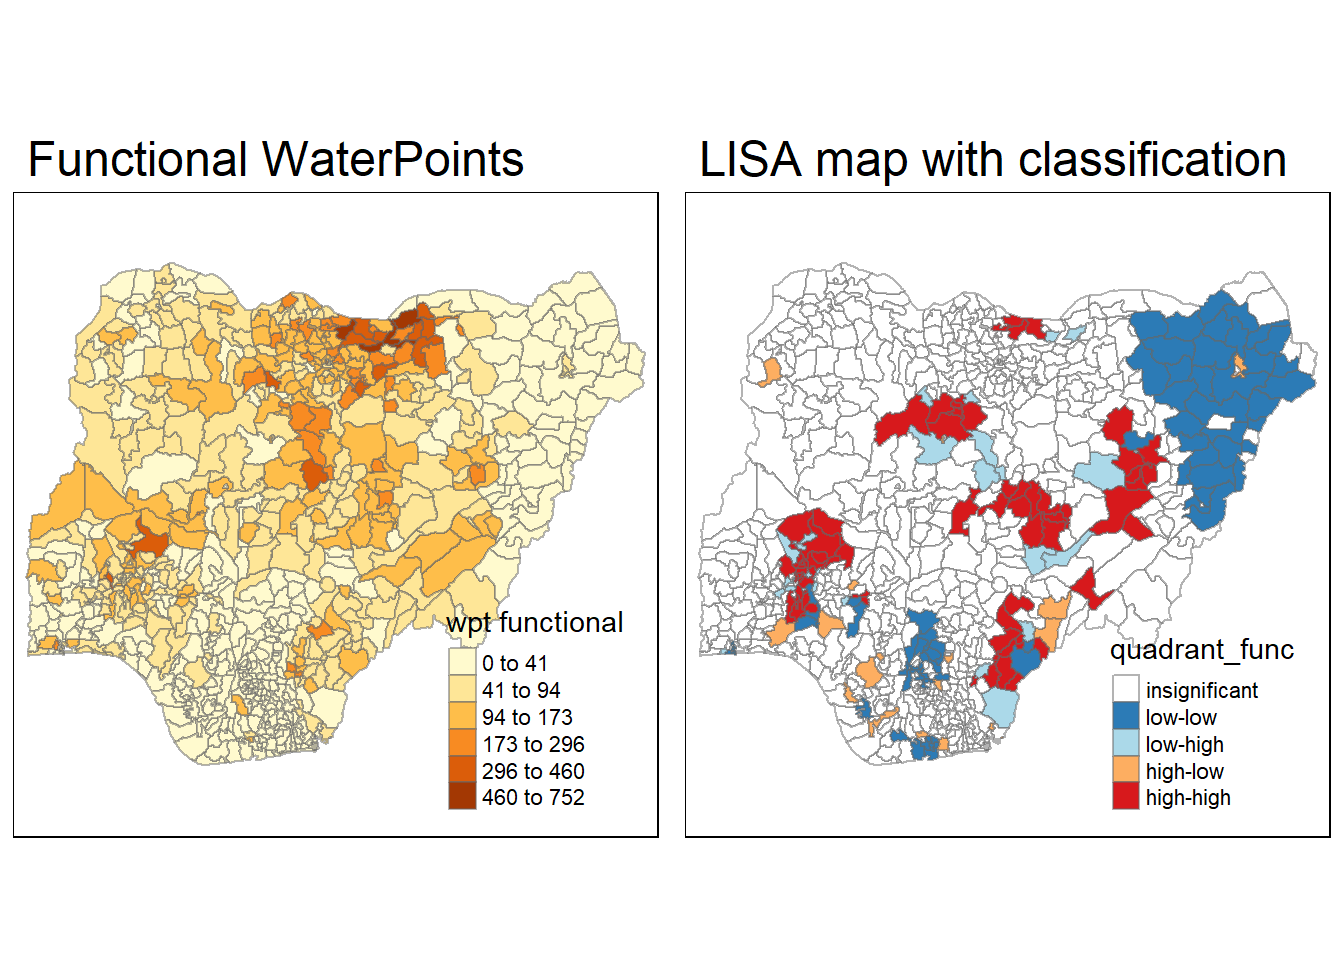 Functional WaterPoints
wpt functional
0 to 41
41 to 94
94 to 173
173 to 296
296 to 460
460 to 752
LISA map with classification
quadrant_func
insignificant
low-low
low-high
high-low
high-high